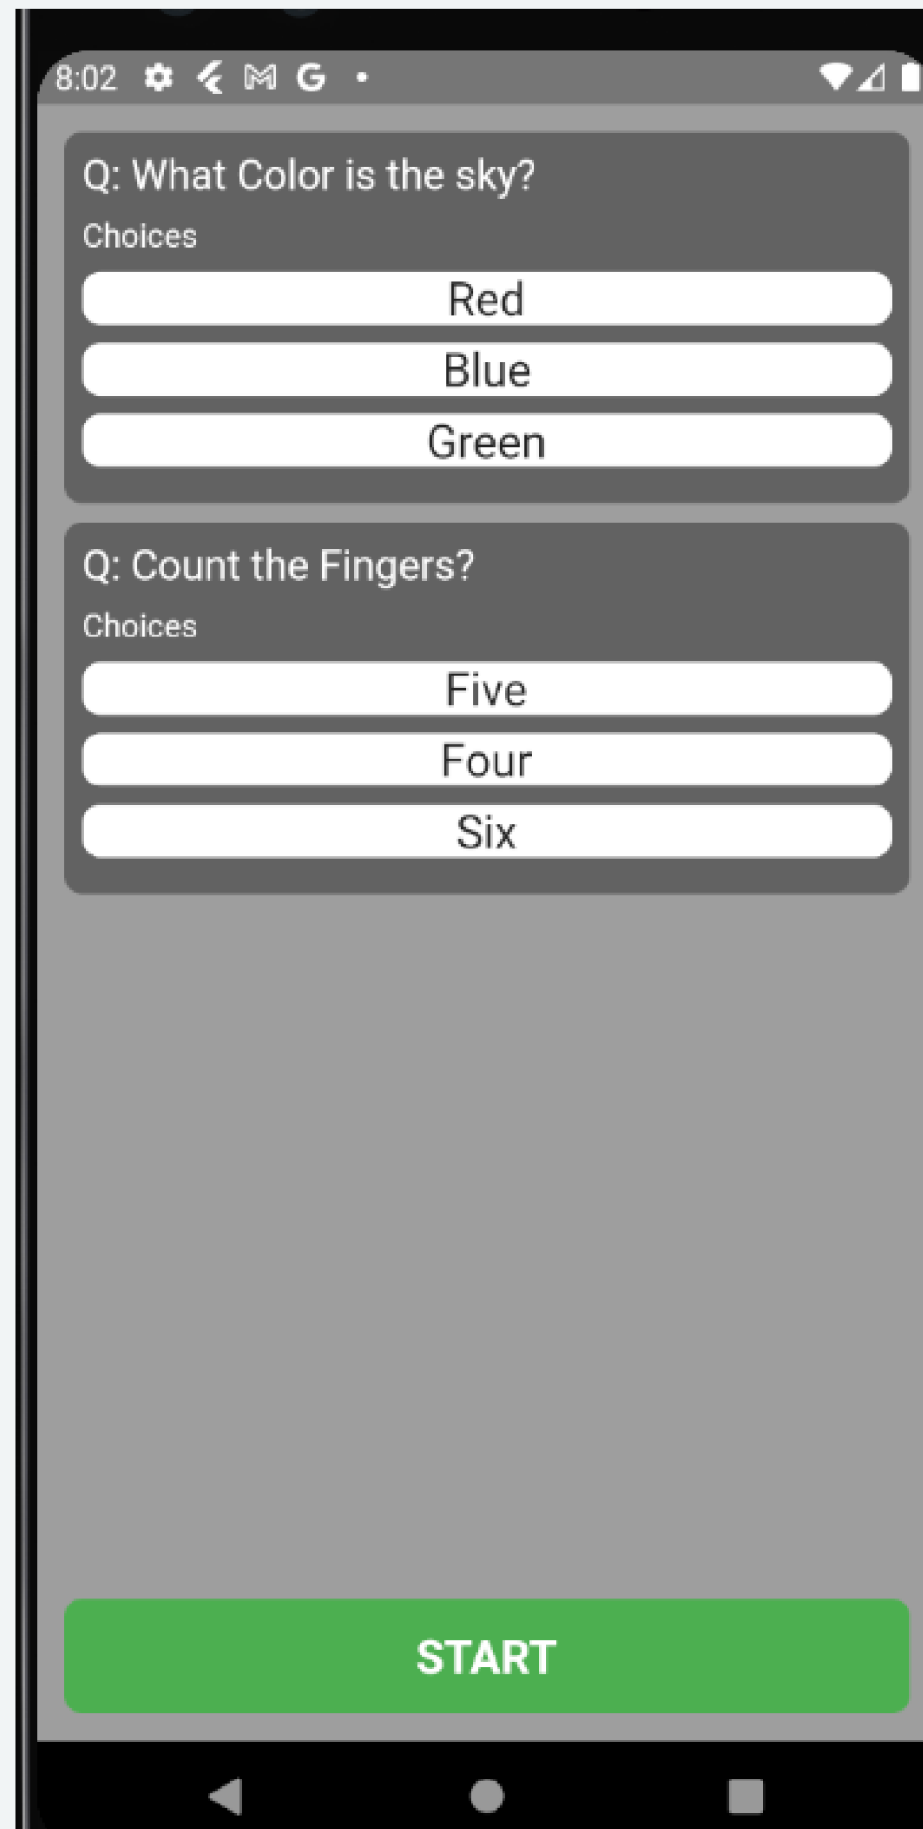 8:02
Q: What Color is the sky?
Choices
Red
Blue
Green
Q: Count the Fingers?
Choices
Five
Four
Six
START